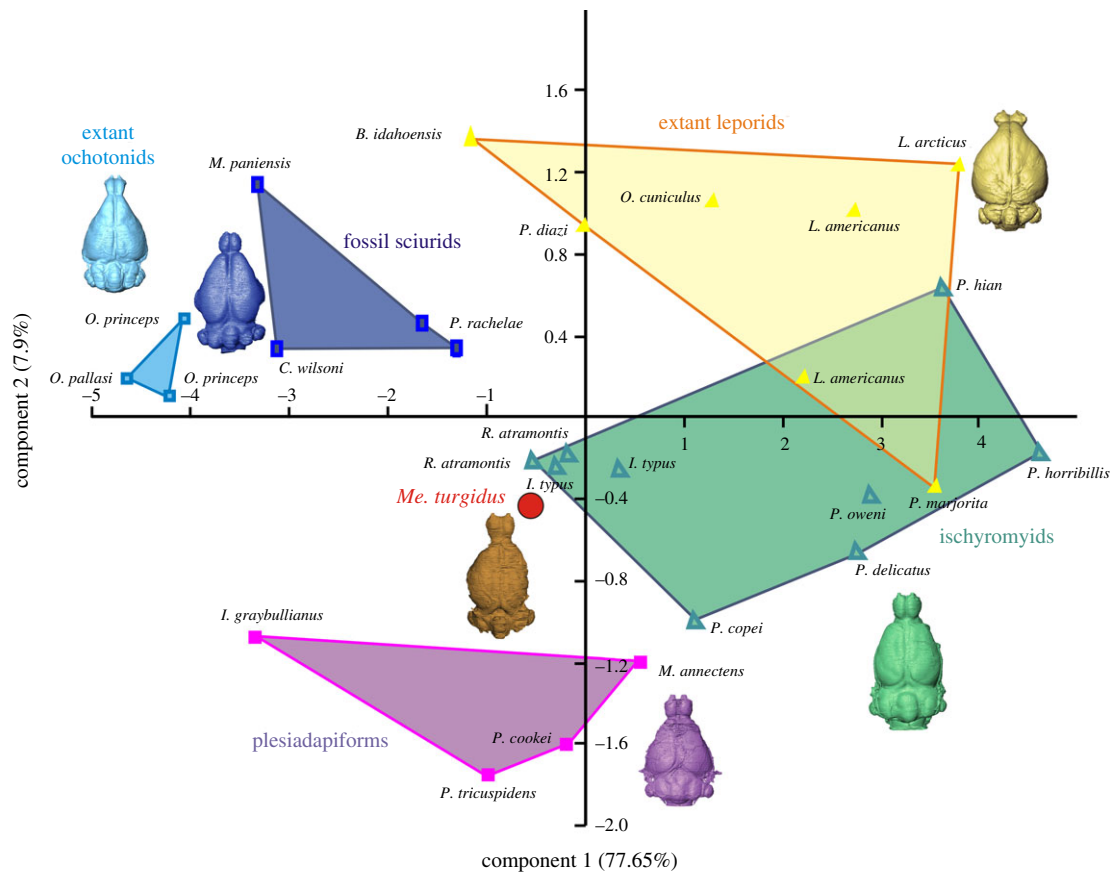 1.6
extant leporids
extant
ochotonids
B. idahoensis
L. arcticus
M. paniensis
1.2
O. cuniculus
L. americanus
P. diazi
fossil sciurids
0.8
P. hian
O. princeps
P. rachelae
0.4
C. wilsoni
O. pallasi
O. princeps
L. americanus
–5
–4
–3
–2
–1
1
2
3
4
component 2 (7.9%)
R. atramontis
R. atramontis
I. typus
P. horribillis
I. typus
Me. turgidus
–0.4
P. oweni
P. marjorita
ischyromyids
P. delicatus
–0.8
I. graybullianus
P. copei
–1.2
M. annectens
plesiadapiforms
P. cookei
–1.6
P. tricuspidens
–2.0
component 1 (77.65%)